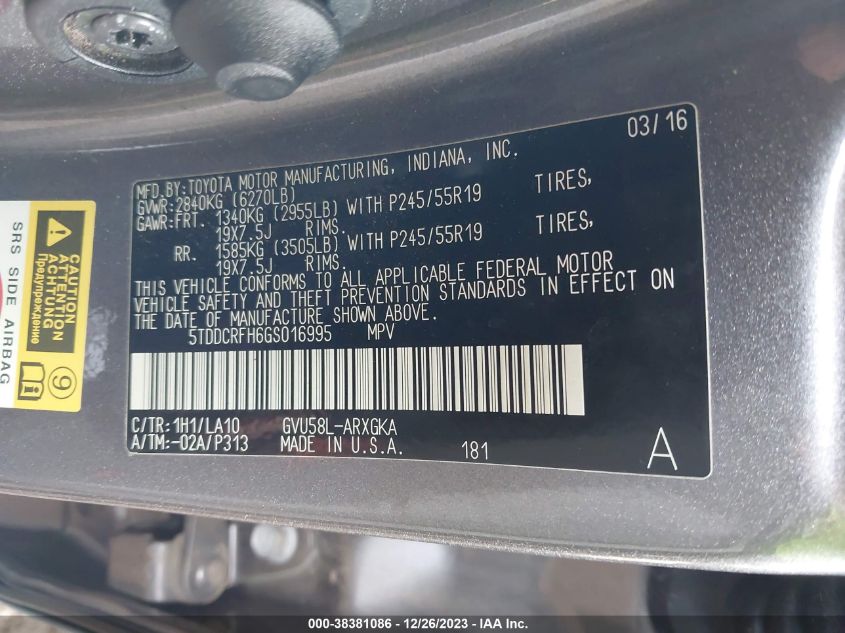 03/16
MFD.BY:TOYOTA MOTOR MANUFACTURING, INDIANA, INC.
GVWR:2840KG (6270LB)
GAWR:FRT. 1340KG (2955LB) WITH P245/55R19 TIRES,
19X7.5J RIMS.
RR. 1585KG (3505LB) WITH P245/55R19 TIRES,
19X7.5J RIMS.
THIS VEHICLE CONFORMS TO ALL APPLICABLE FEDERAL MOTOR
VEHICLE SAFETY AND THEFT PREVENTION STANDARDS IN EFFECT ON
THE DATE OF MANUFACTURE SHOWN ABOVE.
5TDDCRFH6GS016995 MPV
C/TR:1H1/LA10 GVU58L-ARXGKA
A/TM:-02A/P313 MADE IN U.S.A. 181 A
SRS SIDE AIRBAG
CAUTION
ATTENTION
ACHTUNG
Предупреждение
9
000-38381086 - 12/26/2023 - IAA Inc.